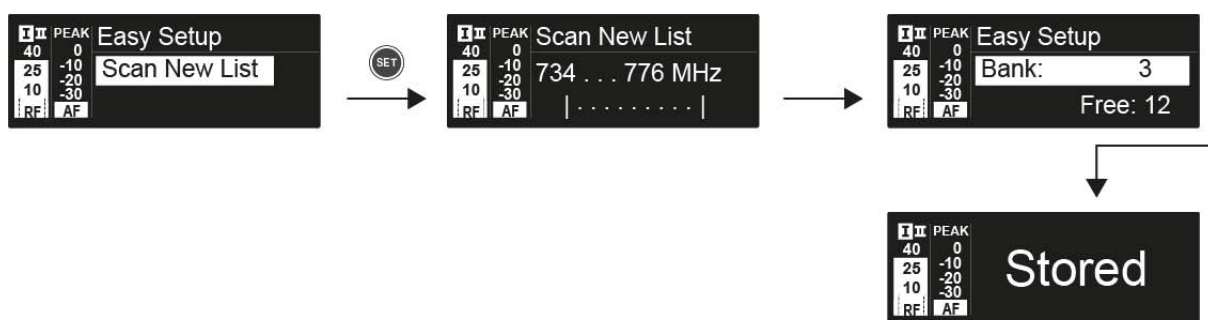 I II PEAK Easy Setup
40 0
25 -10 Scan New List
-20
10 -30
RF AF
SET
I II PEAK Scan New List
40 0
25 -10 734 . . . 776 MHz
-20
10 -30
RF AF | . . . . . . . . . |
I II PEAK Easy Setup
40 0
25 -10 Bank: 3
-20
10 -30
RF AF Free: 12
I II PEAK
40 0
25 -10 Stored
-20
10 -30
RF AF